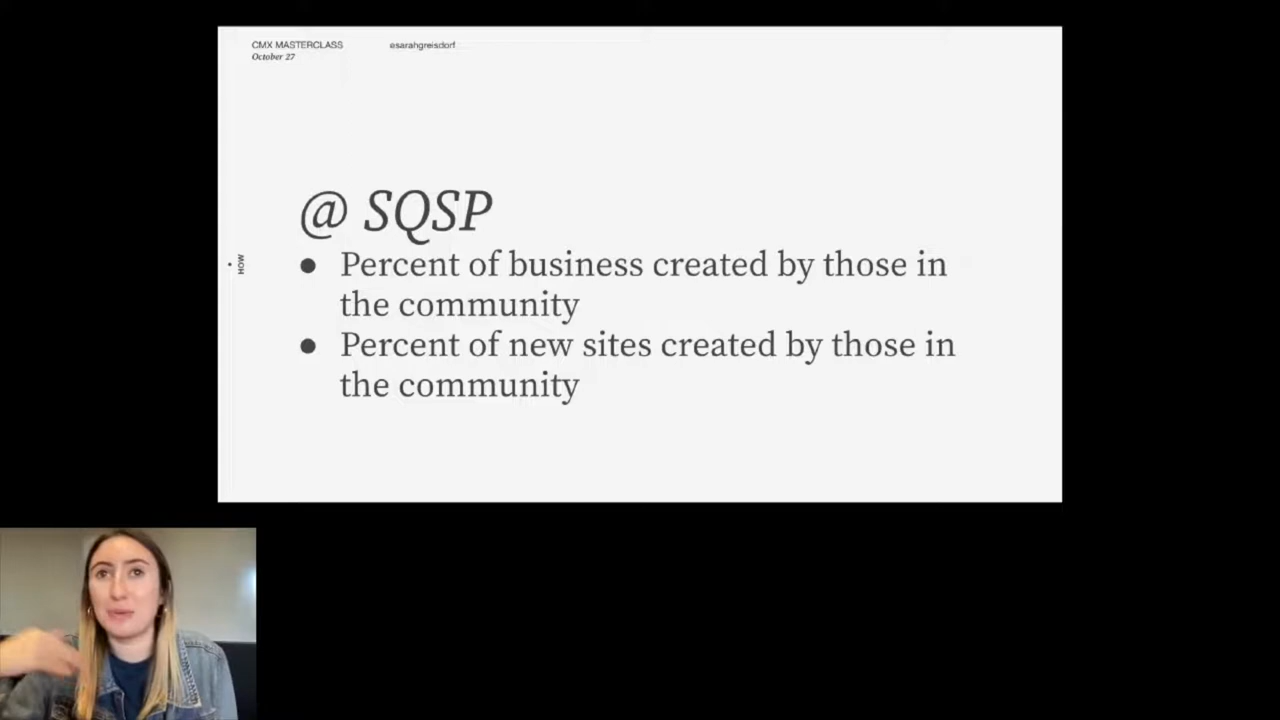 CMX MASTERCLASS
@sarahgreisdorf
October 27
HOW
@ SQSP
● Percent of business created by those in
the community
● Percent of new sites created by those in
the community